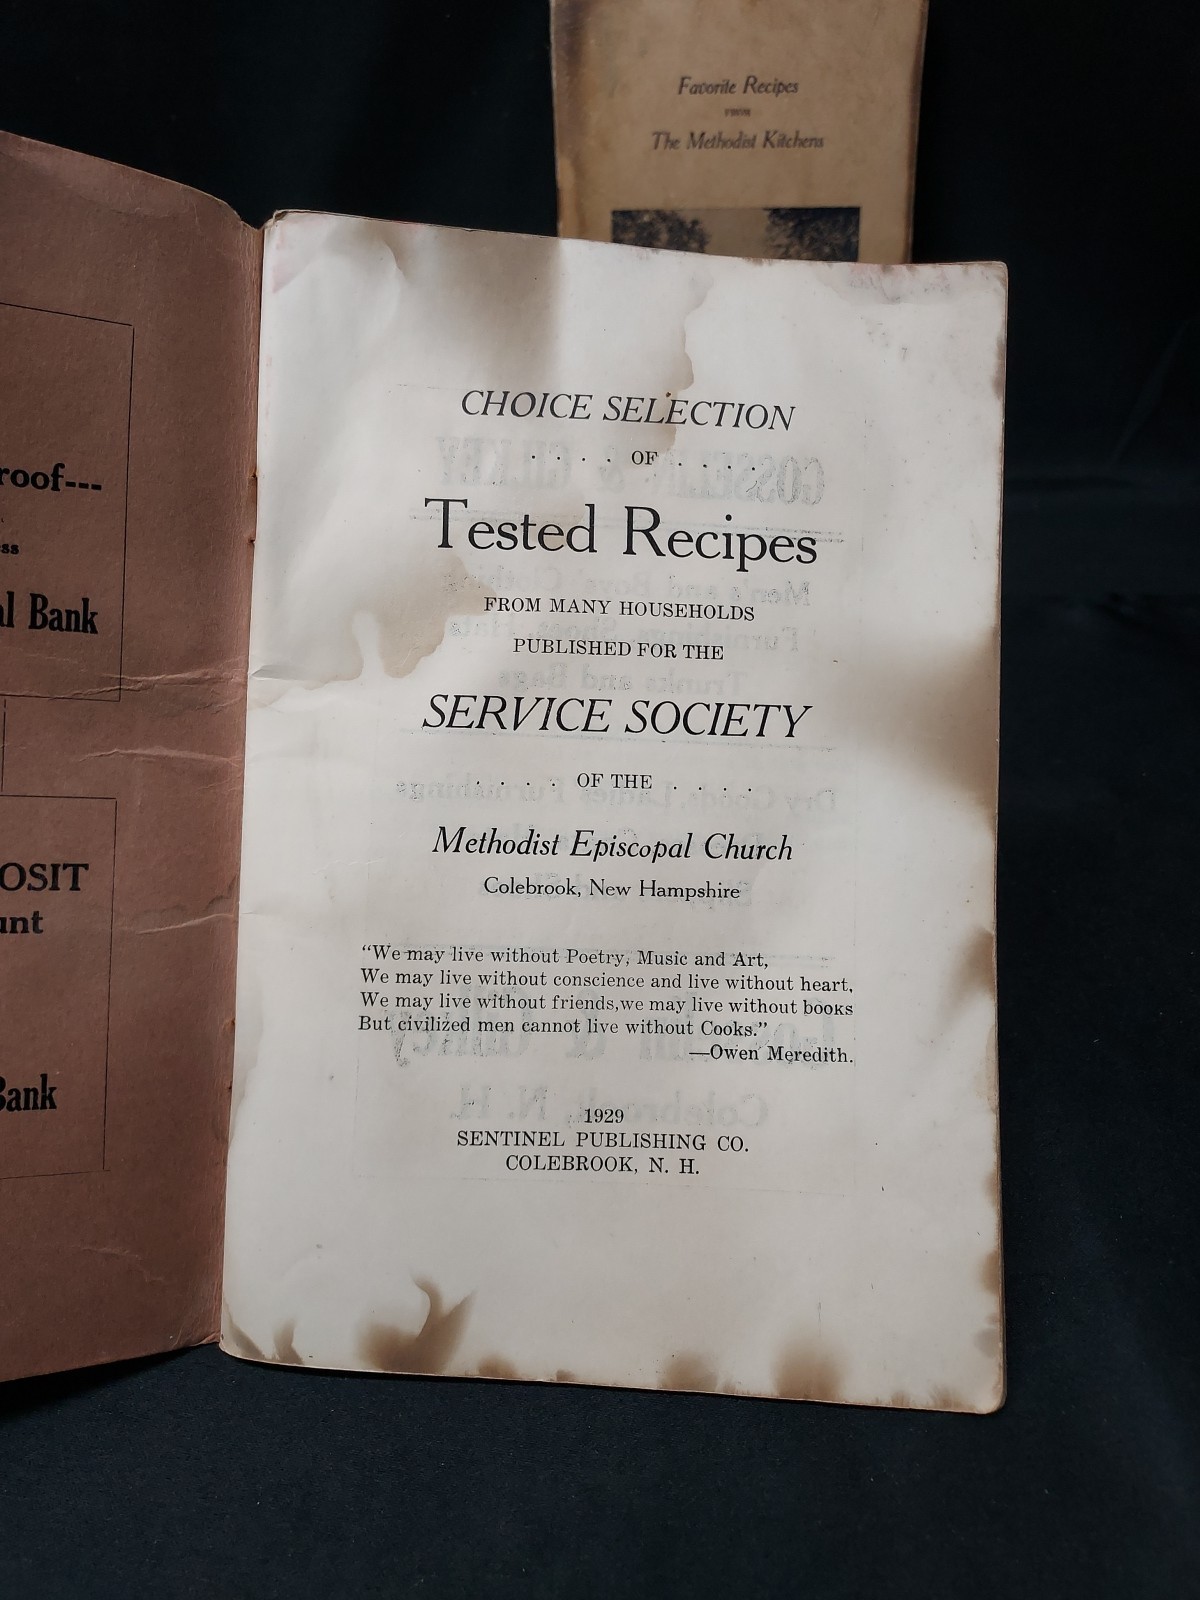 Favorite Recipes
FROM
The Methodist Kitchens
roof---
ss
l Bank
OSIT
unt
Bank
CHOICE SELECTION
. . . . OF . . . .
Tested Recipes
FROM MANY HOUSEHOLDS
PUBLISHED FOR THE
SERVICE SOCIETY
. . . . OF THE . . . .
Methodist Episcopal Church
Colebrook, New Hampshire
“We may live without Poetry, Music and Art,
We may live without conscience and live without heart,
We may live without friends,we may live without books
But civilized men cannot live without Cooks.”
—Owen Meredith.
1929
SENTINEL PUBLISHING CO.
COLEBROOK, N. H.